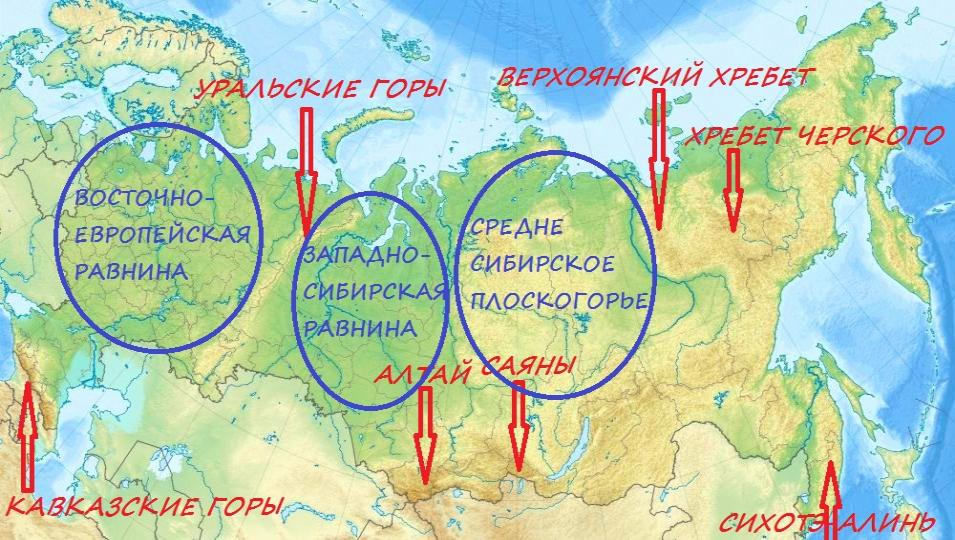 ВЕРХОЯНСКИЙ ХРЕБЕТ
УРАЛЬСКИЕ ГОРЫ
ХРЕБЕТ ЧЕРСКОГО
ВОСТОЧНО-
ЕВРОПЕЙСКАЯ
РАВНИНА
ЗАПАДНО-
СИБИРСКАЯ
РАВНИНА
СРЕДНЕ
СИБИРСКОЕ
ПЛОСКОГОРЬЕ
АЛТАЙ
САЯНЫ
КАВКАЗСКИЕ ГОРЫ
СИХОТЭ-АЛИНЬ